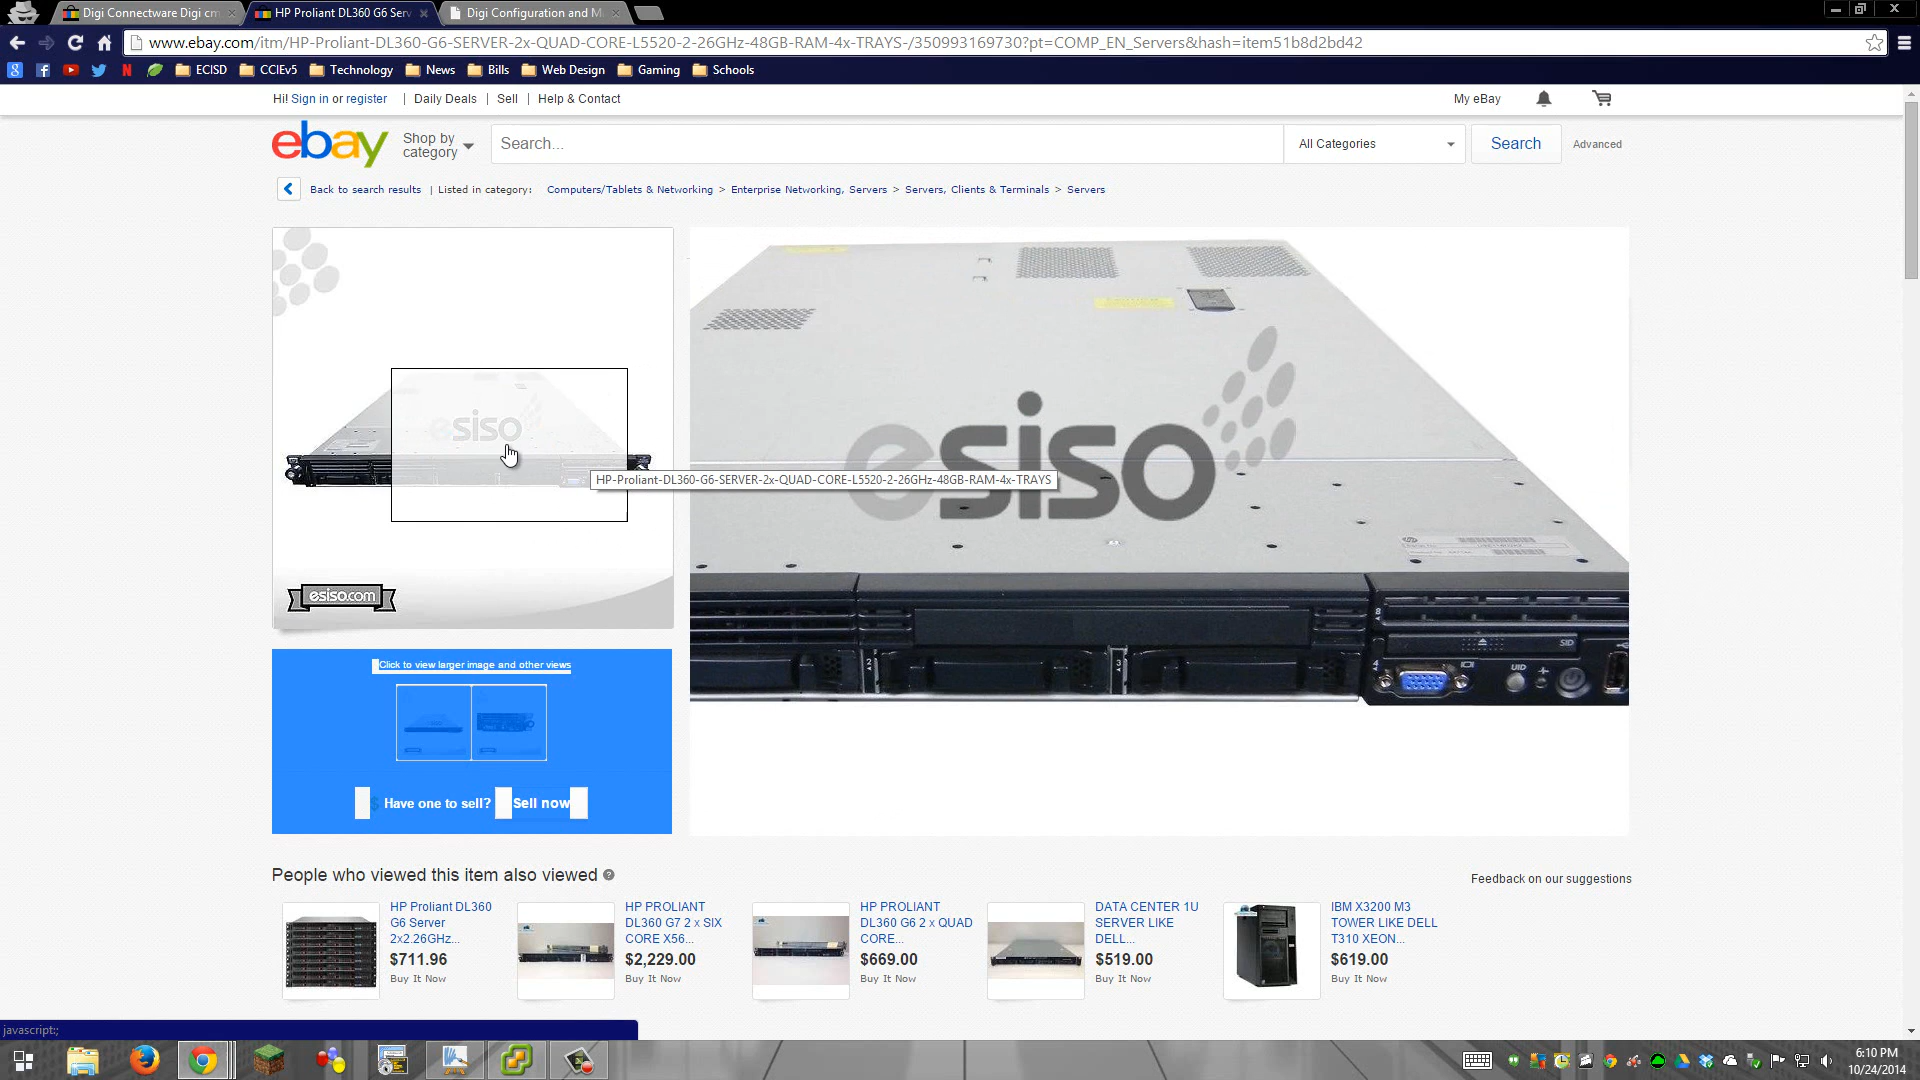 Digi Connectware Digi cm
HP Proliant DL360 G6 Serv
Digi Configuration and M
www.ebay.com/itm/HP-Proliant-DL360-G6-SERVER-2x-QUAD-CORE-L5520-2-26GHz-48GB-RAM-4x-TRAYS-/350993169730?pt=COMP_EN_Servers&hash=item51b8d2bd42
ECISD
CCIEv5
Technology
News
Bills
Web Design
Gaming
Schools
Hi! Sign in or register | Daily Deals | Sell | Help & Contact
My eBay
ebay
Shop by
category
Search...
All Categories
Search
Advanced
Back to search results | Listed in category: Computers/Tablets & Networking > Enterprise Networking, Servers > Servers, Clients & Terminals > Servers
esiso
HP-Proliant-DL360-G6-SERVER-2x-QUAD-CORE-L5520-2-26GHz-48GB-RAM-4x-TRAYS
esiso.com
esiso
SID
UID
Click to view larger image and other views
Have one to sell? Sell now
People who viewed this item also viewed
Feedback on our suggestions
HP Proliant DL360
G6 Server
2x2.26GHz...
$711.96
Buy It Now
HP PROLIANT
DL360 G7 2 x SIX
CORE X56...
$2,229.00
Buy It Now
HP PROLIANT
DL360 G6 2 x QUAD
CORE...
$669.00
Buy It Now
DATA CENTER 1U
SERVER LIKE
DELL...
$519.00
Buy It Now
IBM X3200 M3
TOWER LIKE DELL
T310 XEON...
$619.00
Buy It Now
javascript:;
6:10 PM
10/24/2014